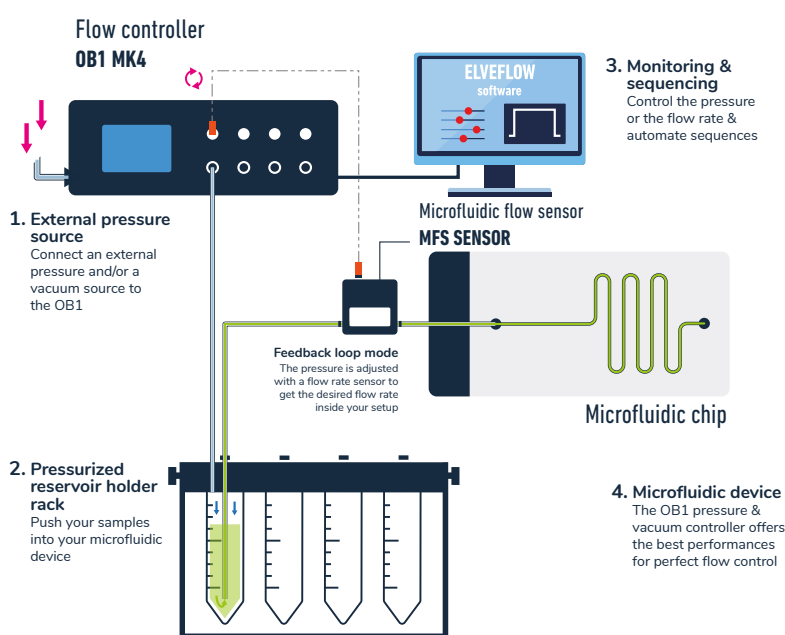 Flow controller
OB1 MK4
ELVEFLOW
software
3. Monitoring &
sequencing
Control the pressure
or the flow rate &
automate sequences
1. External pressure
source
Connect an external
pressure and/or a
vacuum source to
the OB1
Microfluidic flow sensor
MFS SENSOR
Feedback loop mode
The pressure is adjusted
with a flow rate sensor to
get the desired flow rate
inside your setup
Microfluidic chip
2. Pressurized
reservoir holder
rack
Push your samples
into your microfluidic
device
4. Microfluidic device
The OB1 pressure &
vacuum controller offers
the best performances
for perfect flow control